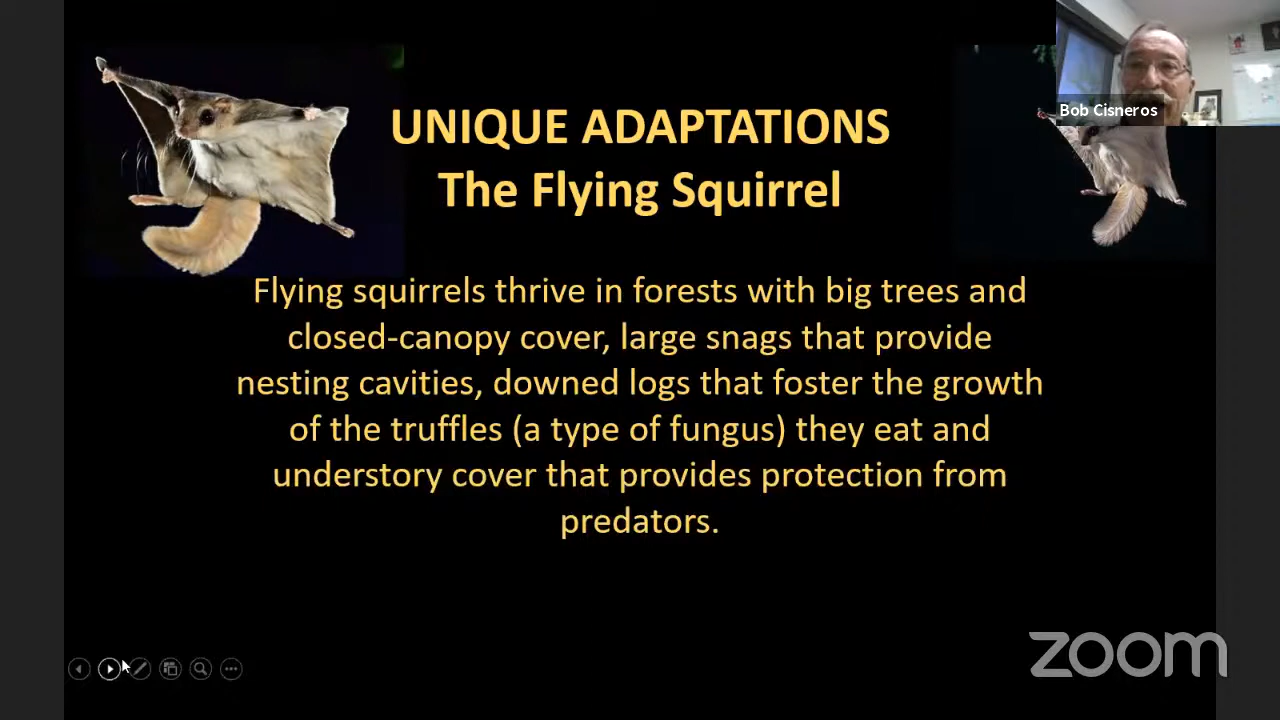 Bob Cisneros
UNIQUE ADAPTATIONS
The Flying Squirrel
Flying squirrels thrive in forests with big trees and
closed-canopy cover, large snags that provide
nesting cavities, downed logs that foster the growth
of the truffles (a type of fungus) they eat and
understory cover that provides protection from
predators.
zoom